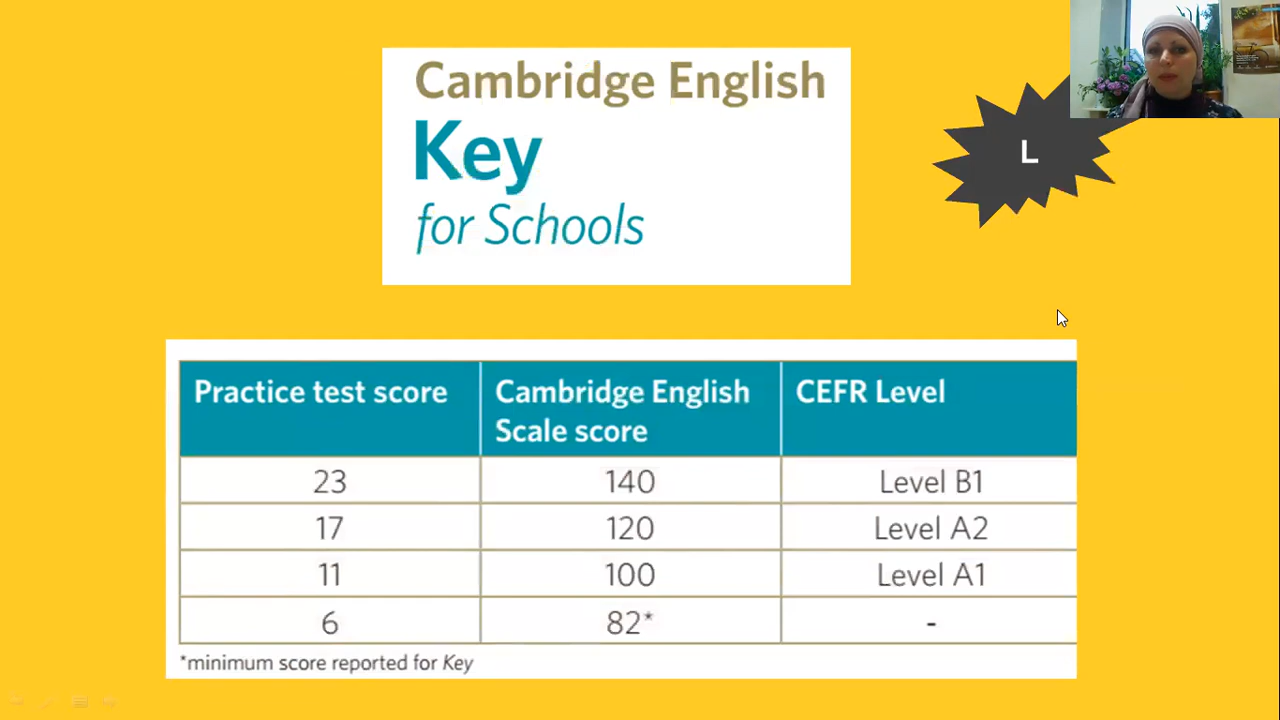 Cambridge English
Key
for Schools
L
Practice test score Cambridge English Scale score CEFR Level
23 140 Level B1
17 120 Level A2
11 100 Level A1
6 82* -
*minimum score reported for Key